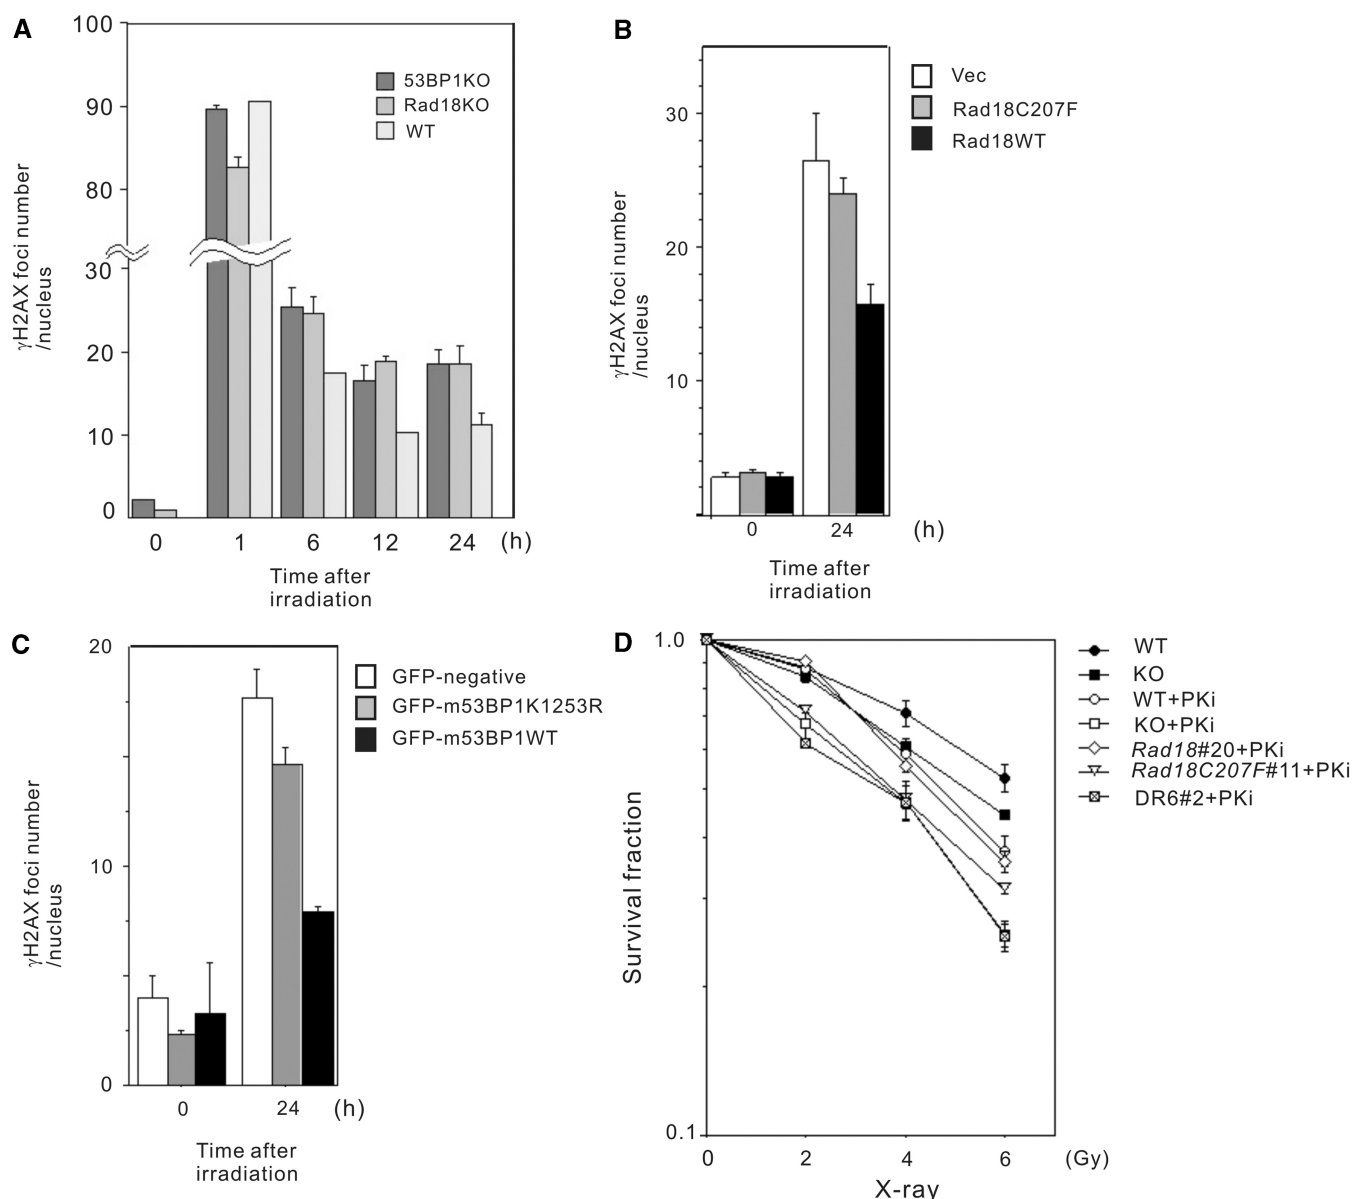 A
100
90
80
30
20
10
0
γH2AX foci number
/nucleus
53BP1KO
Rad18KO
WT
0 1 6 12 24 (h)
Time after
irradiation
B
30
20
10
γH2AX foci number
/nucleus
Vec
Rad18C207F
Rad18WT
0 24 (h)
Time after
irradiation
C
20
10
0
γH2AX foci number
/nucleus
GFP-negative
GFP-m53BP1K1253R
GFP-m53BP1WT
0 24 (h)
Time after
irradiation
D
1.0
0.1
Survival fraction
WT
KO
WT+PKi
KO+PKi
Rad18#20+PKi
Rad18C207F#11+PKi
DR6#2+PKi
0 2 4 6 (Gy)
X-ray